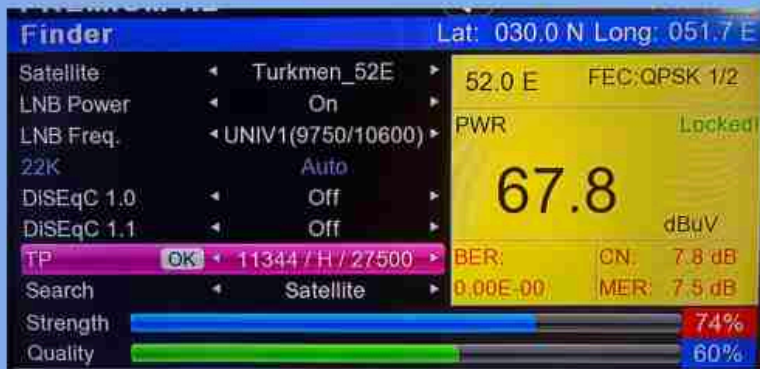 Finder Lat: 030.0 N Long: 051.7 E
Satellite Turkmen_52E
LNB Power On
LNB Freq. UNIV1(9750/10600)
22K Auto
DiSEqC 1.0 Off
DiSEqC 1.1 Off
TP OK 11344 / H / 27500
Search Satellite
Strength 74%
Quality 60%
52.0 E FEC:QPSK 1/2
PWR Locked!
67.8
dBuV
BER: CN: 7.8 dB
0.00E-00 MER: 7.5 dB